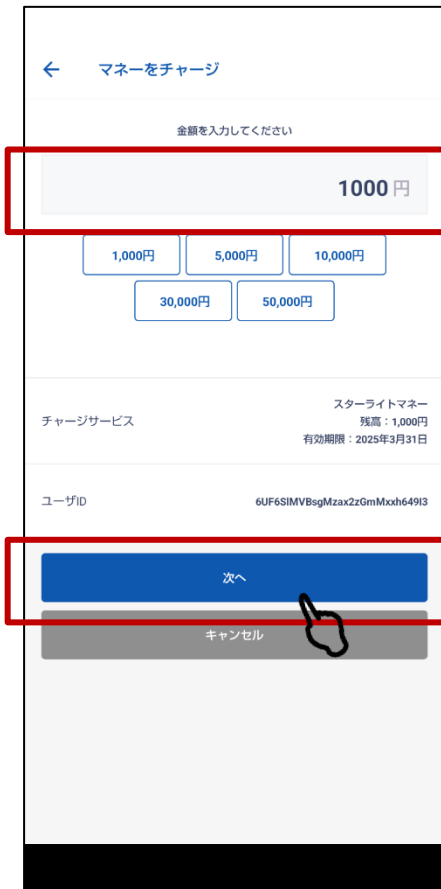 ← マネーをチャージ
金額を入力してください
1000 円
1,000円 5,000円 10,000円
30,000円 50,000円
スターライトマネー
チャージサービス 残高：1,000円
有効期限：2025年3月31日
ユーザID 6UF6SIMVBsgMzax2zGmMxxh649I3
次へ
キャンセル